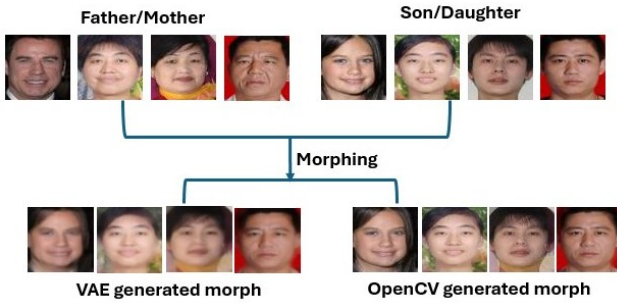 Father/Mother
Son/Daughter
Morphing
VAE generated morph
OpenCV generated morph